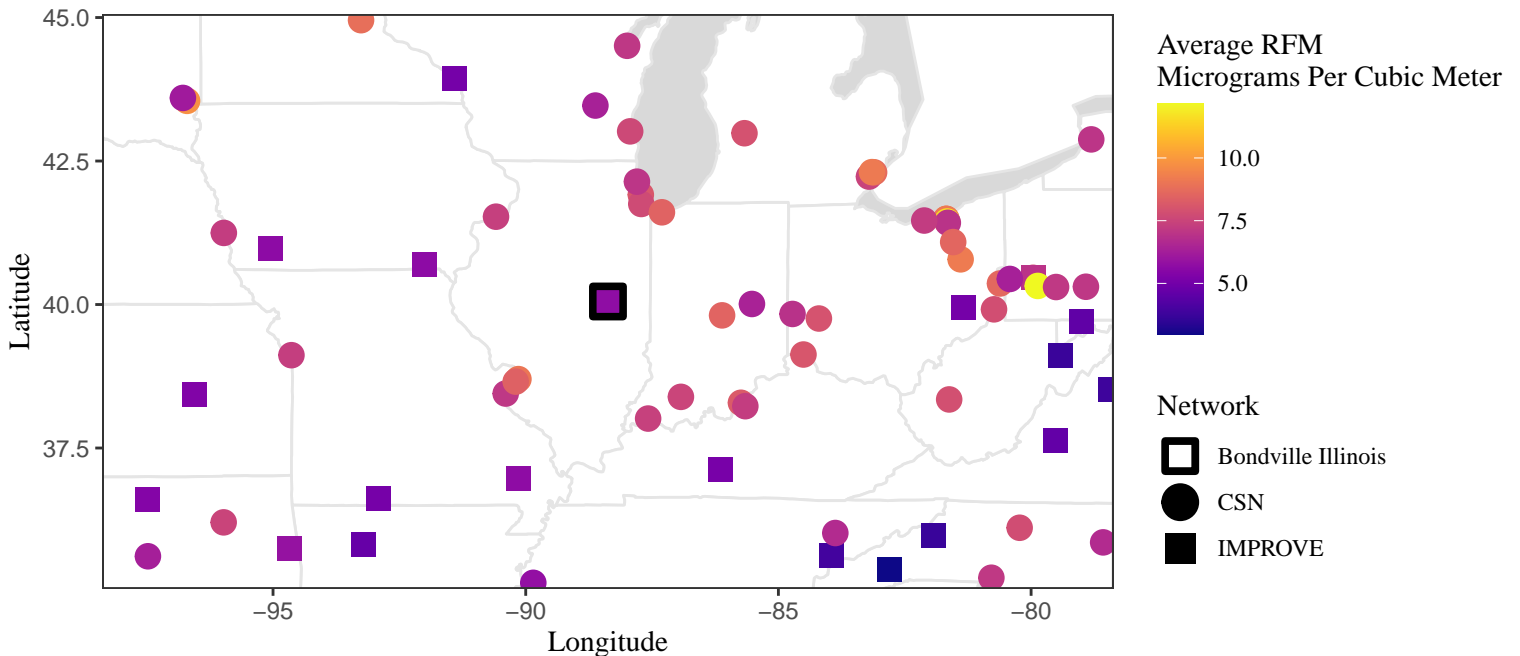 45.0
42.5
40.0
37.5
Latitude
−95
−90
−85
−80
Longitude
Average RFM
Micrograms Per Cubic Meter
10.0
7.5
5.0
Network
Bondville Illinois
CSN
IMPROVE